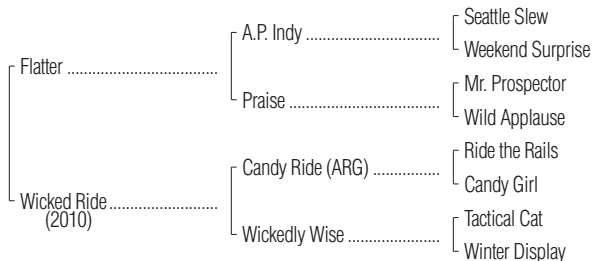 Seattle Slew
A.P. Indy
Weekend Surprise
Flatter
Mr. Prospector
Praise
Wild Applause
Ride the Rails
Candy Ride (ARG)
Candy Girl
Wicked Ride
(2010)
Tactical Cat
Wickedly Wise
Winter Display